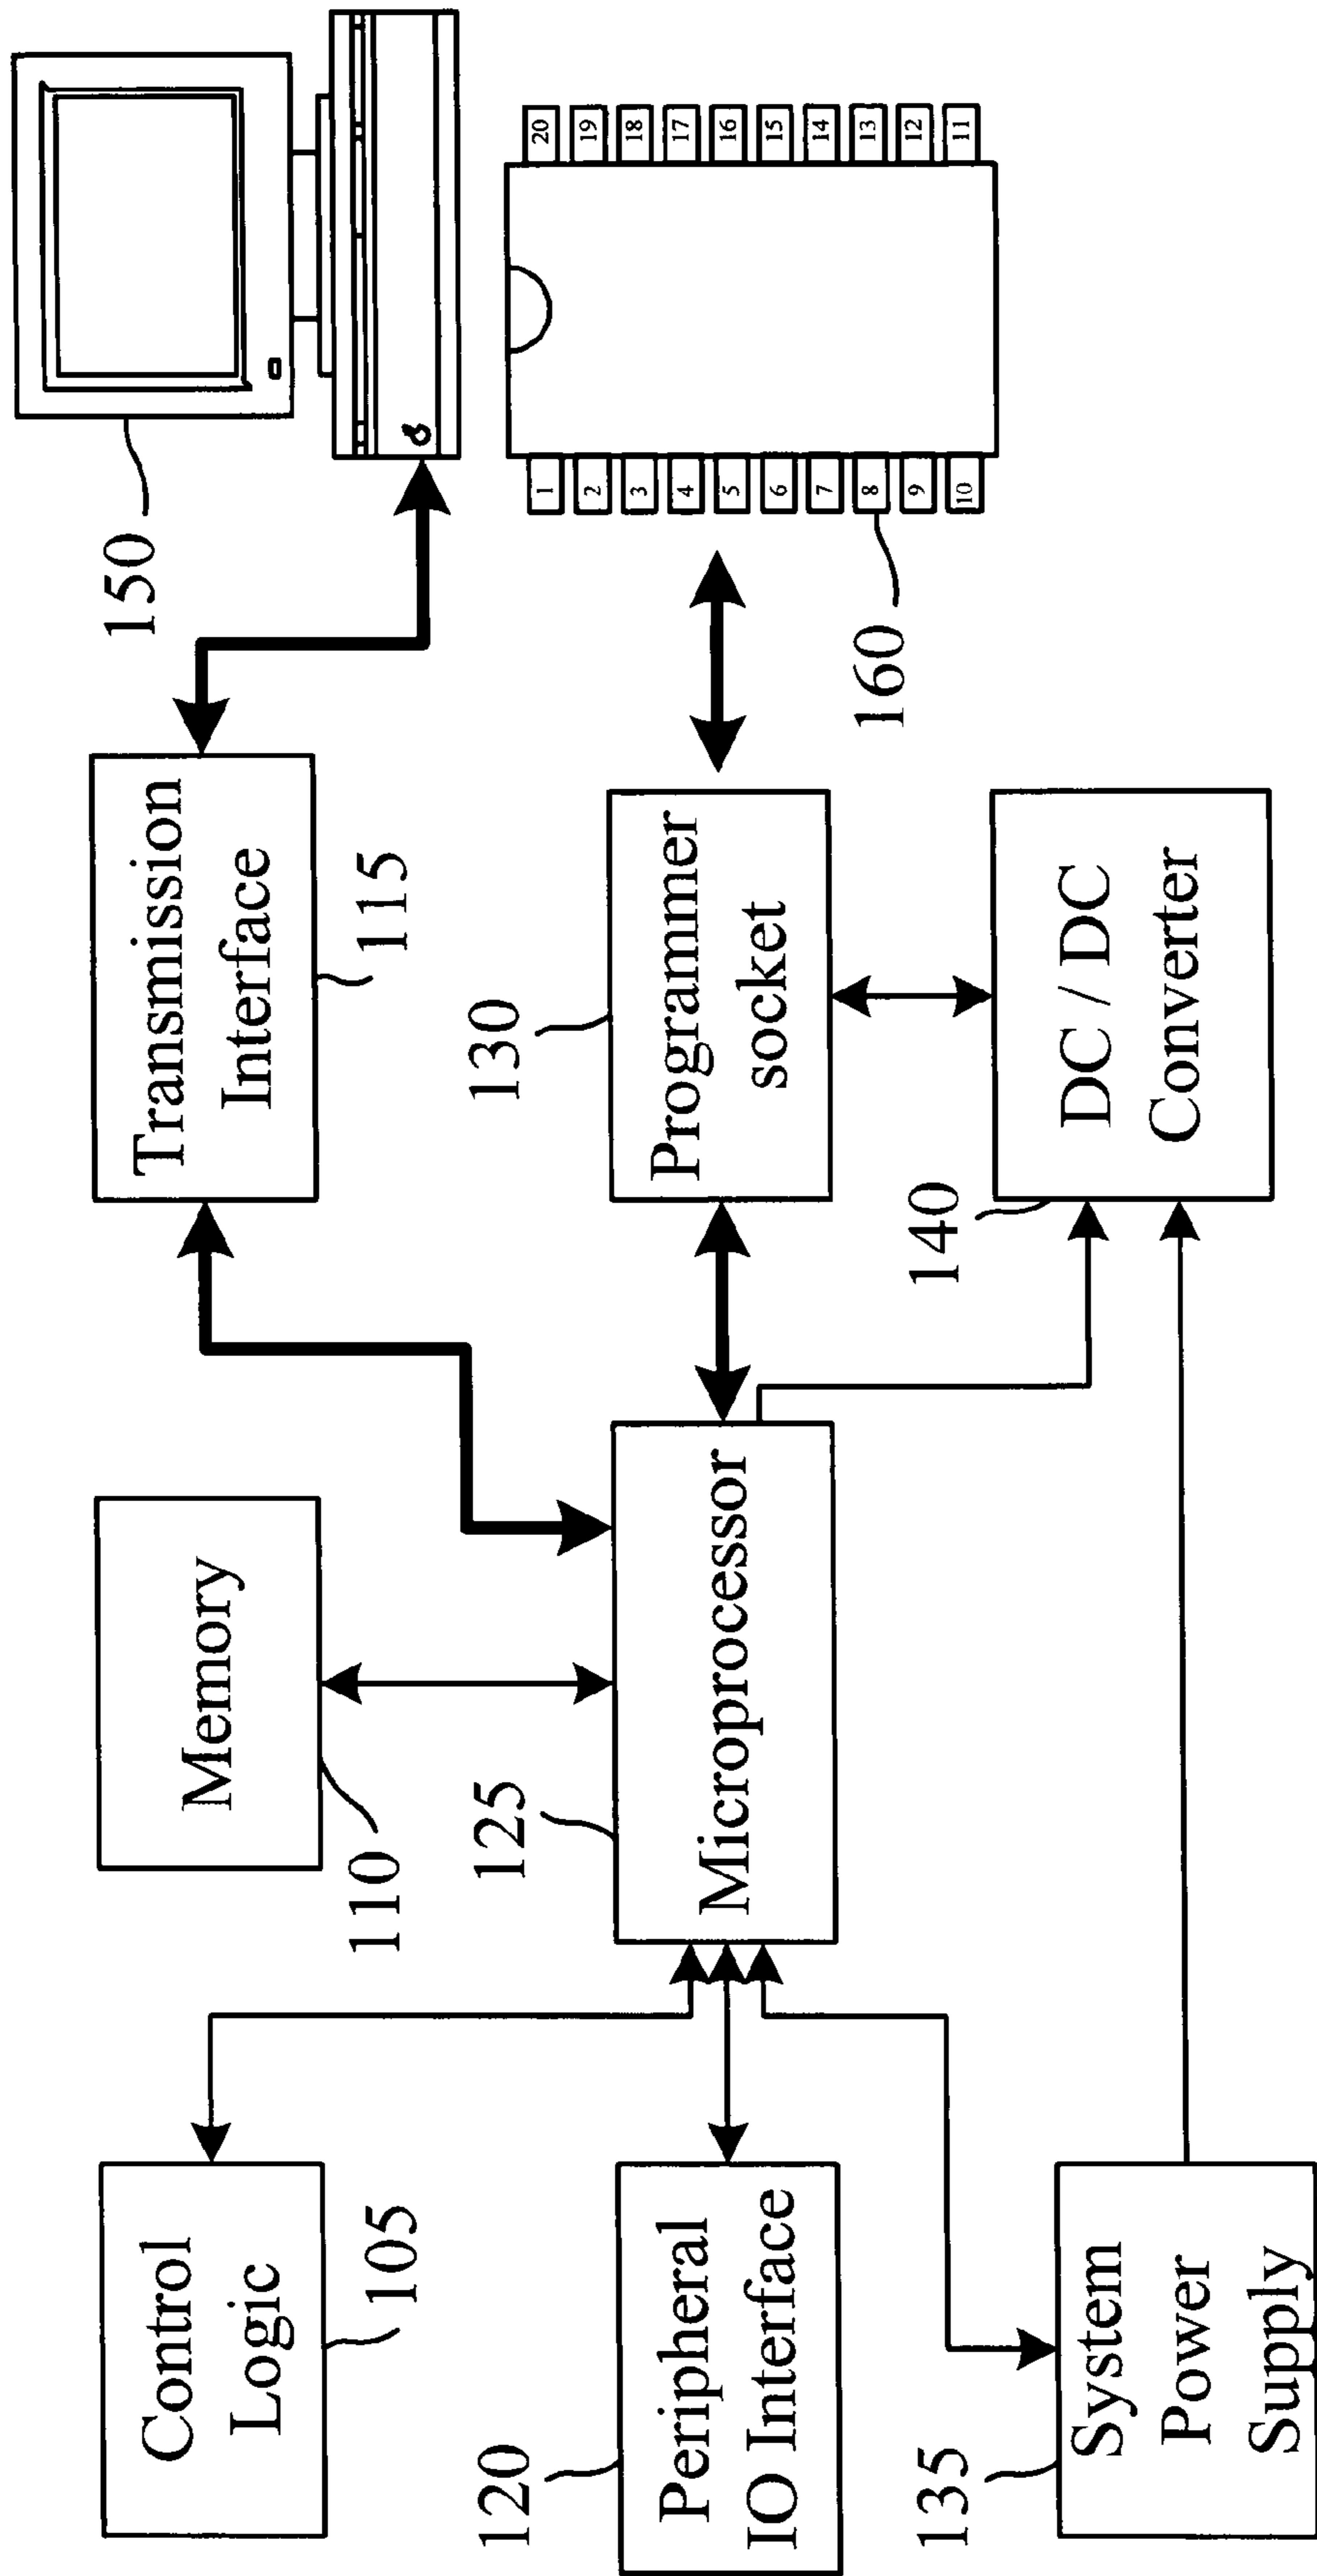 Control
Logic
105
Memory
110
Transmission
Interface
115
150
120
Peripheral
IO Interface
125
Microprocessor
130
Programmer
socket
160
1
2
3
4
5
6
7
8
9
10
20
19
18
17
16
15
14
13
12
11
135
System
Power
Supply
140
DC / DC
Converter